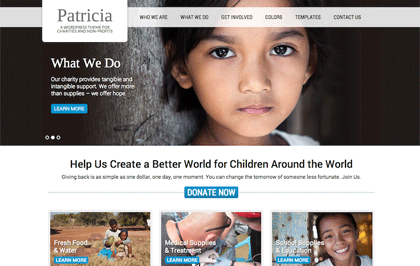 Patricia
A WORDPRESS THEME FOR
CHARITIES AND NON-PROFITS
WHO WE ARE
WHAT WE DO
GET INVOLVED
COLORS
TEMPLATES
CONTACT US
What We Do
Our charity provides tangible and
intangible support. We offer more
than supplies – we offer hope.
LEARN MORE
Help Us Create a Better World for Children Around the World
Giving back is as simple as one dollar, one day, one moment. You can change the tomorrow of someone less fortunate. Join Us.
DONATE NOW
Fresh Food
& Water
LEARN MORE
Medical Supplies
& Treatment
LEARN MORE
School Supplies
& Education
LEARN MORE